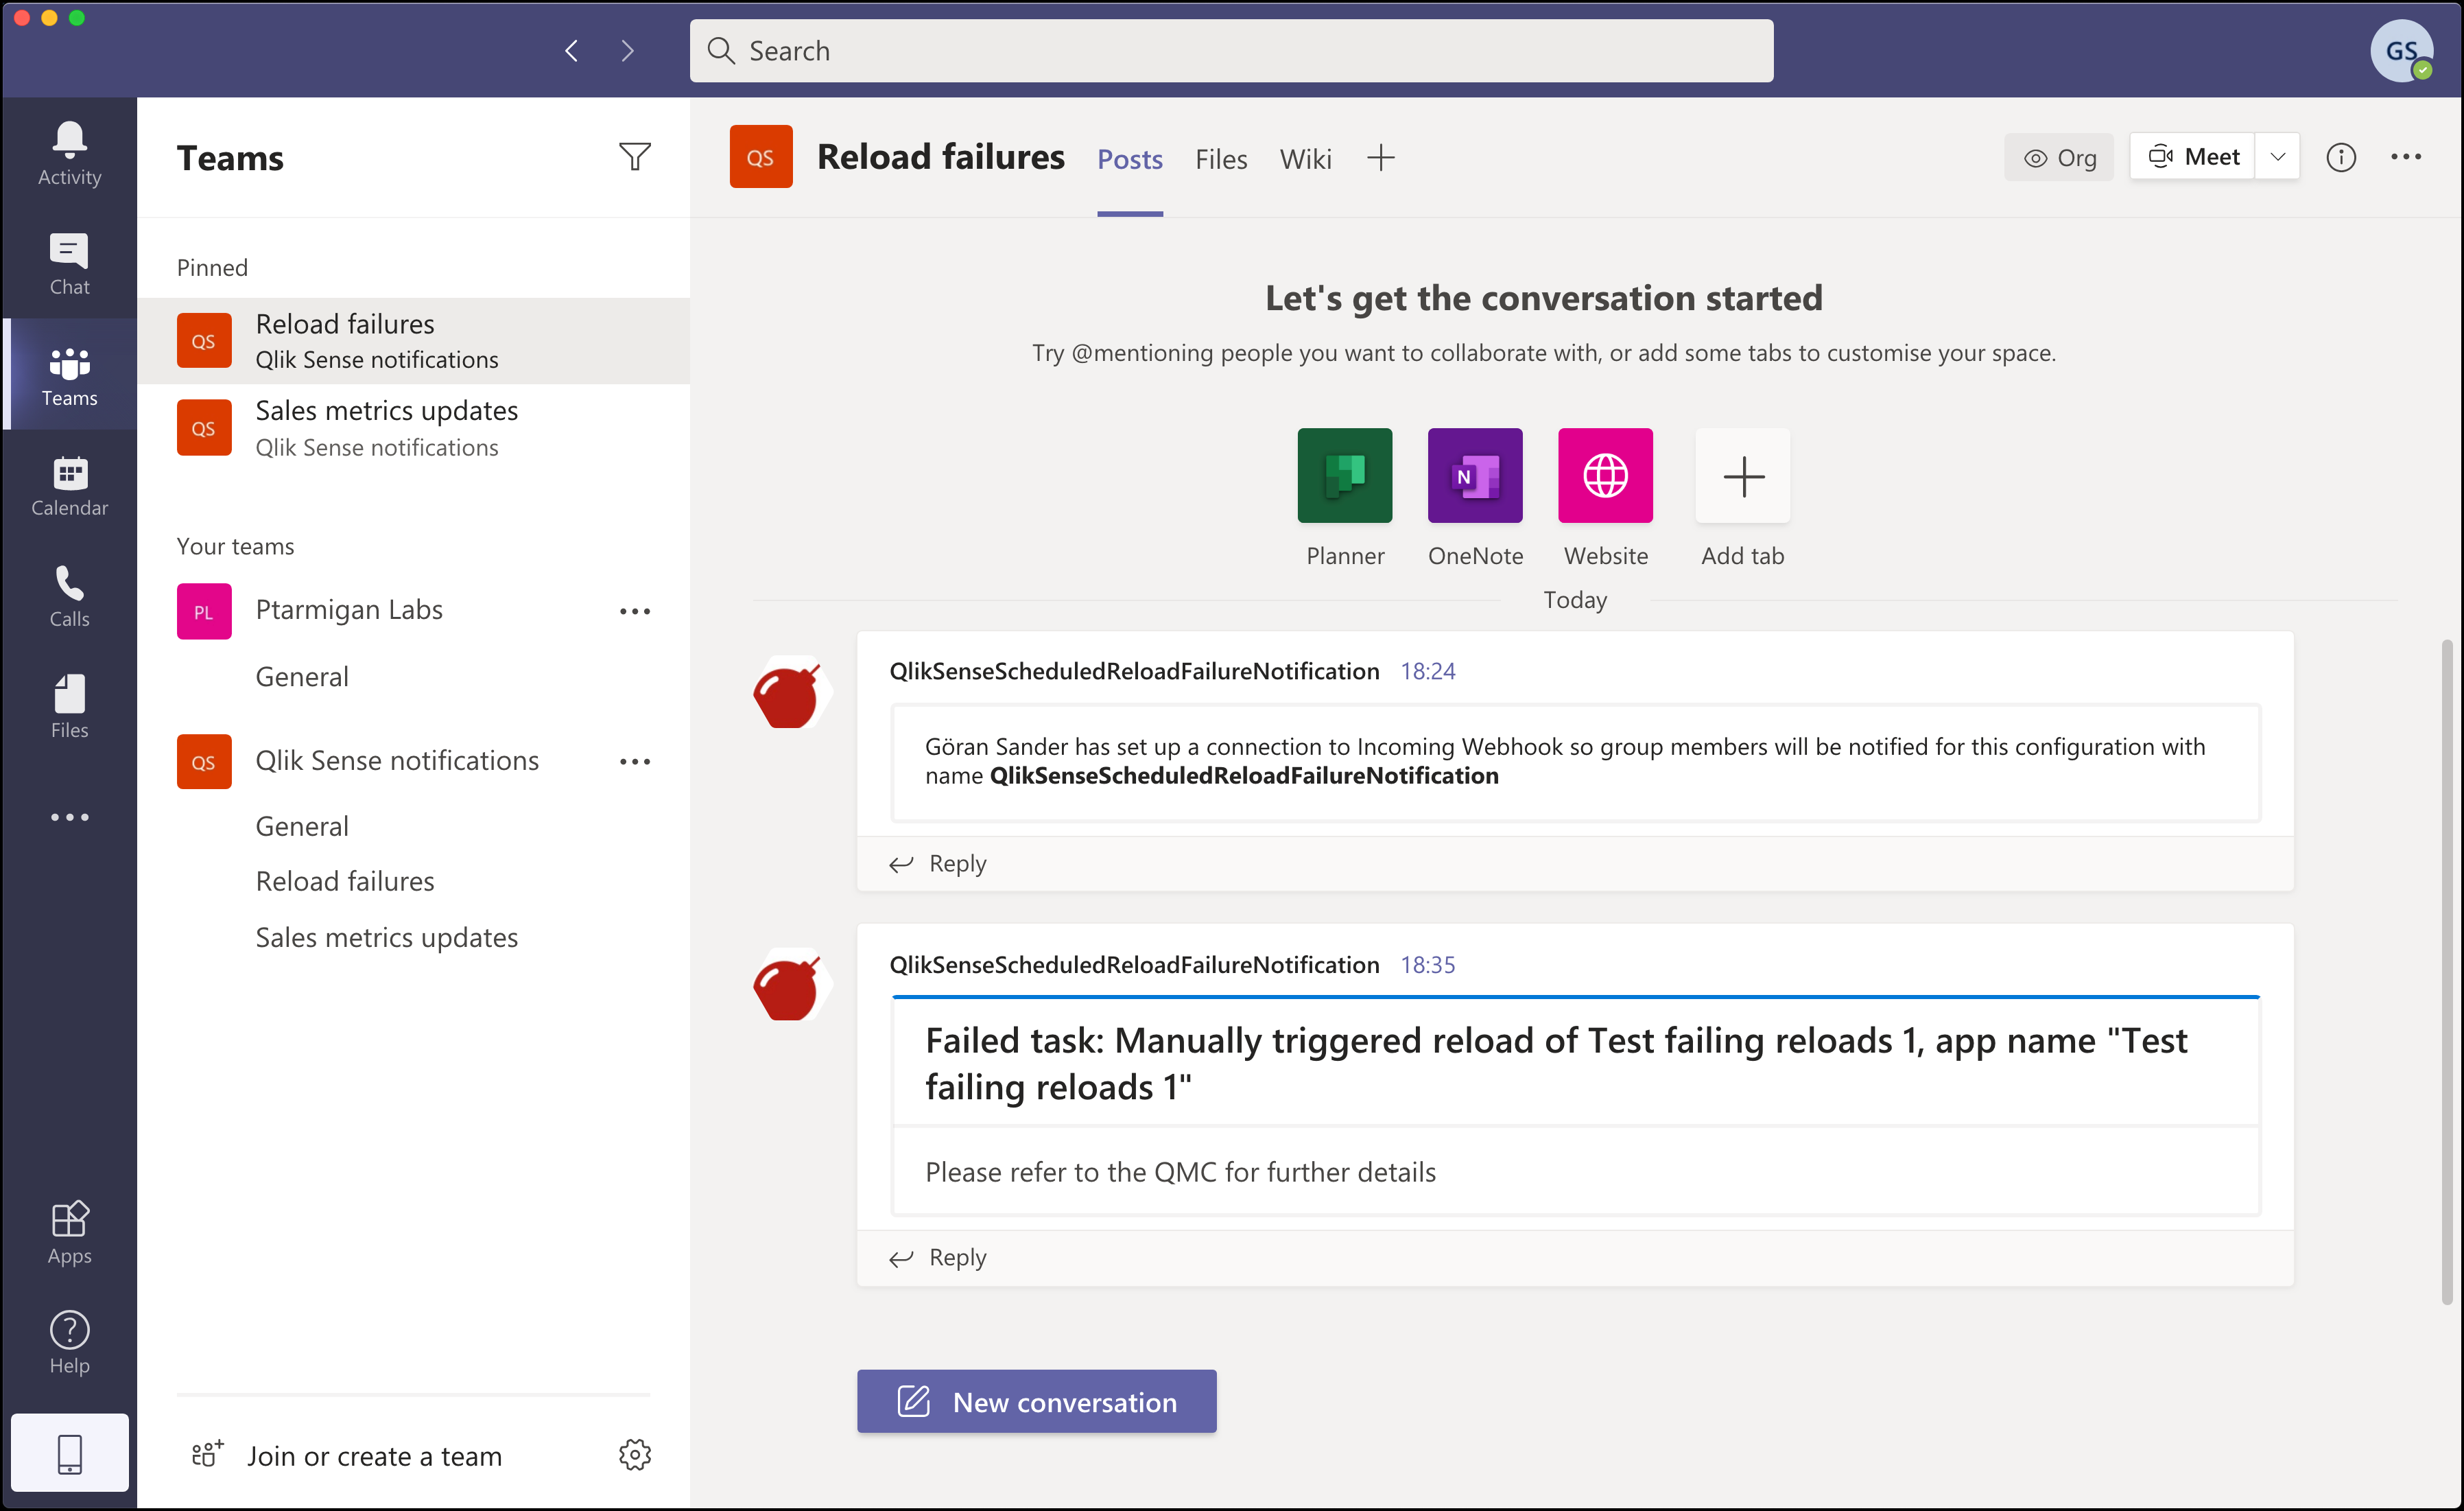 Search
GS
Activity
Chat
Teams
Calendar
Calls
Files
Apps
Help
Teams
Pinned
QS
Reload failures
Qlik Sense notifications
QS
Sales metrics updates
Qlik Sense notifications
Your teams
PL
Ptarmigan Labs
General
QS
Qlik Sense notifications
General
Reload failures
Sales metrics updates
Join or create a team
QS
Reload failures
Posts
Files
Wiki
Org
Meet
Let's get the conversation started
Try @mentioning people you want to collaborate with, or add some tabs to customise your space.
N
Planner
OneNote
Website
Add tab
Today
QlikSenseScheduledReloadFailureNotification 18:24
Göran Sander has set up a connection to Incoming Webhook so group members will be notified for this configuration with
name QlikSenseScheduledReloadFailureNotification
Reply
QlikSenseScheduledReloadFailureNotification 18:35
Failed task: Manually triggered reload of Test failing reloads 1, app name "Test
failing reloads 1"
Please refer to the QMC for further details
Reply
New conversation